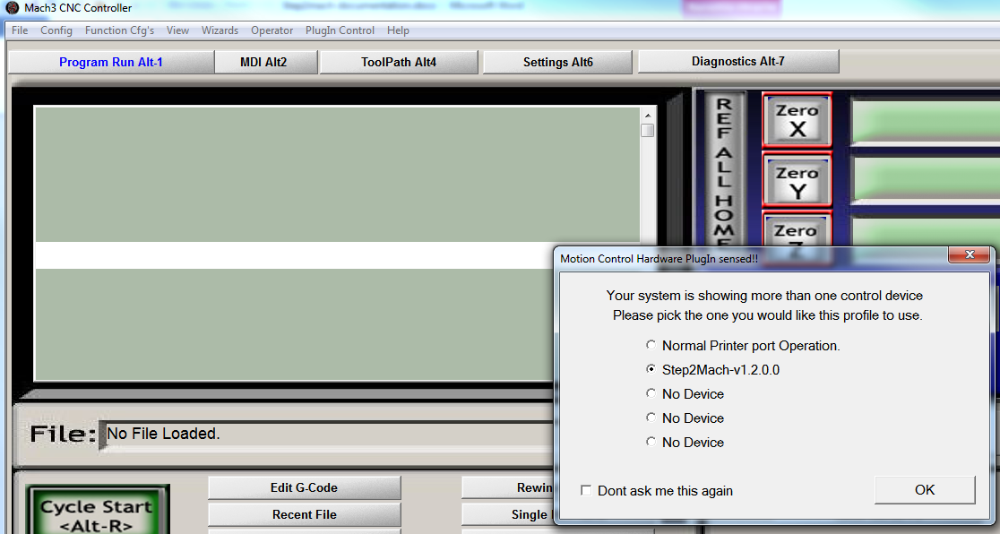 Mach3 CNC Controller
File Config Function Cfg's View Wizards Operator PlugIn Control Help
Program Run Alt-1 MDI Alt2 ToolPath Alt4 Settings Alt6 Diagnostics Alt-7
REF ALL HOME
Zero X
Zero Y
Zero Z
Motion Control Hardware PlugIn sensed!!
Your system is showing more than one control device
Please pick the one you would like this profile to use.
Normal Printer port Operation.
Step2Mach-v1.2.0.0
No Device
No Device
No Device
Dont ask me this again
OK
File: No File Loaded.
Cycle Start
<Alt-R>
Edit G-Code
Recent File
Rewin
Single